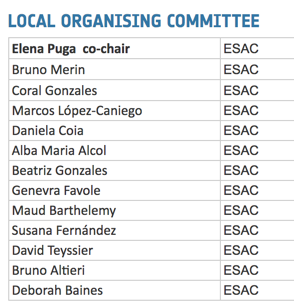 LOCAL ORGANISING COMMITTEE
Elena Puga  co-chair ESAC
Bruno Merin ESAC
Coral Gonzales ESAC
Marcos López-Caniego ESAC
Daniela Coia ESAC
Alba Maria Alcol ESAC
Beatriz Gonzales ESAC
Genevra Favole ESAC
Maud Barthelemy ESAC
Susana Fernández ESAC
David Teyssier ESAC
Bruno Altieri ESAC
Deborah Baines ESAC